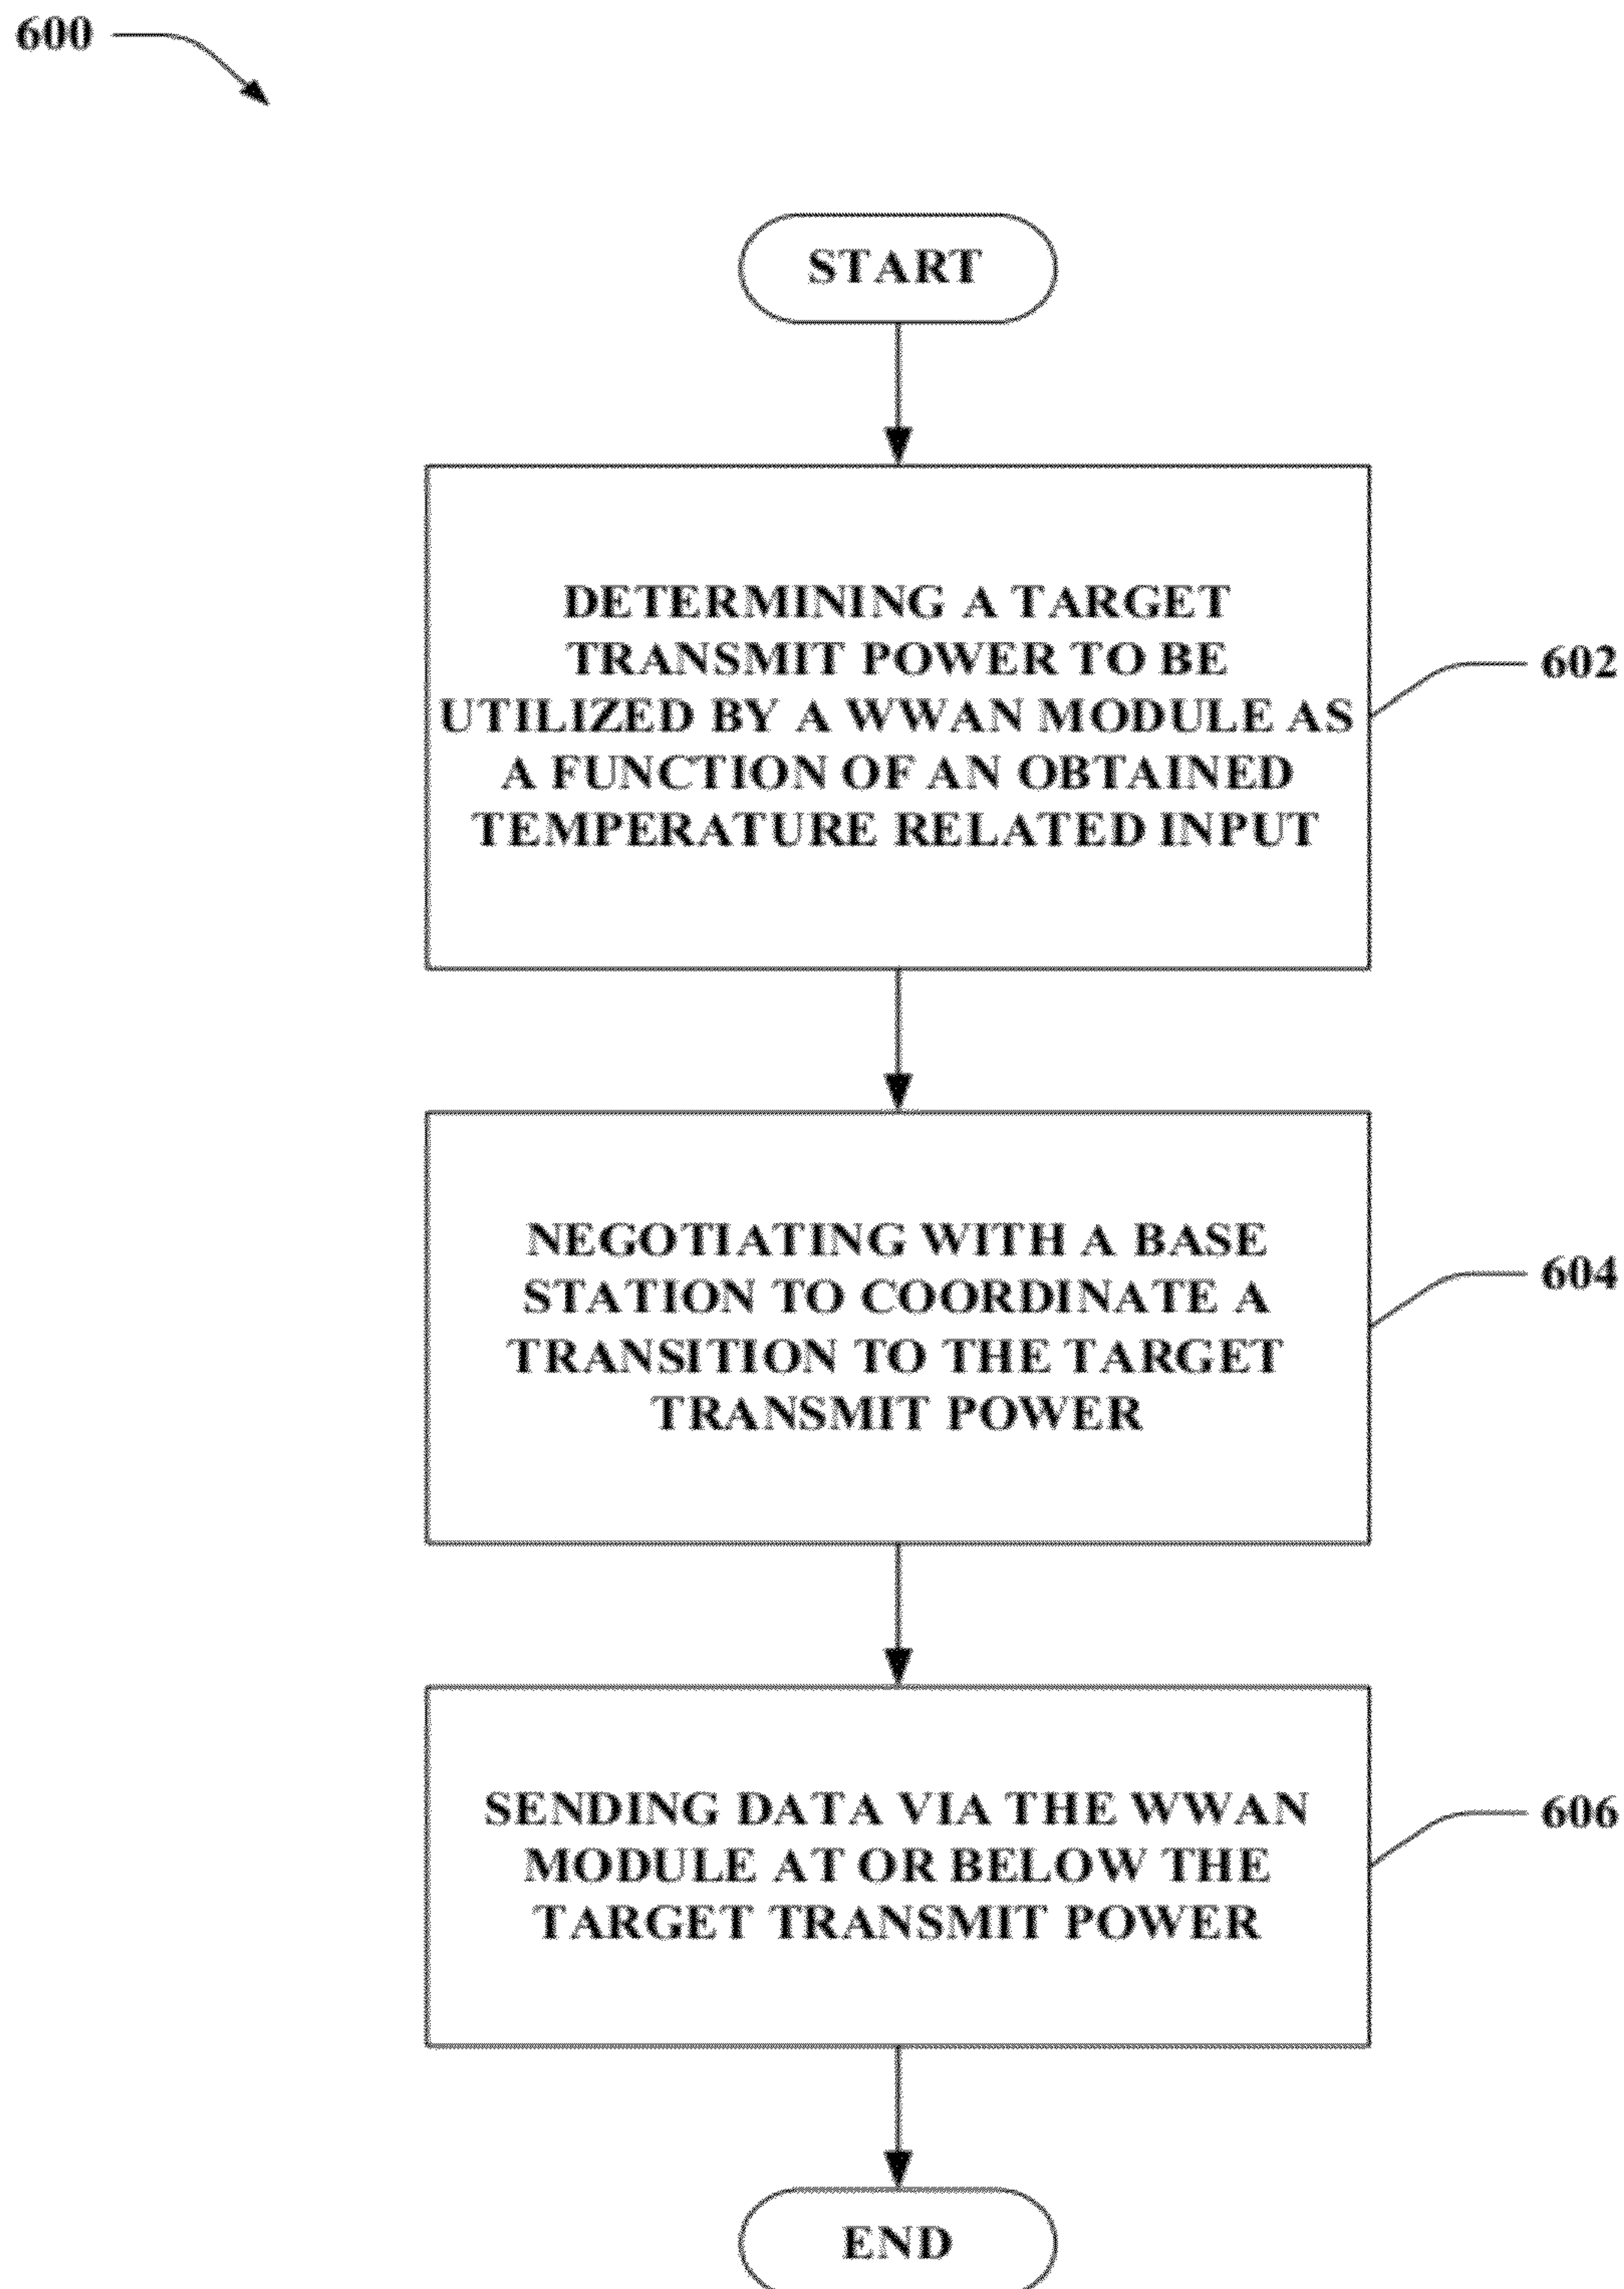 600
START
DETERMINING A TARGET
TRANSMIT POWER TO BE
UTILIZED BY A WWAN MODULE AS
A FUNCTION OF AN OBTAINED
TEMPERATURE RELATED INPUT
602
NEGOTIATING WITH A BASE
STATION TO COORDINATE A
TRANSITION TO THE TARGET
TRANSMIT POWER
604
SENDING DATA VIA THE WWAN
MODULE AT OR BELOW THE
TARGET TRANSMIT POWER
606
END